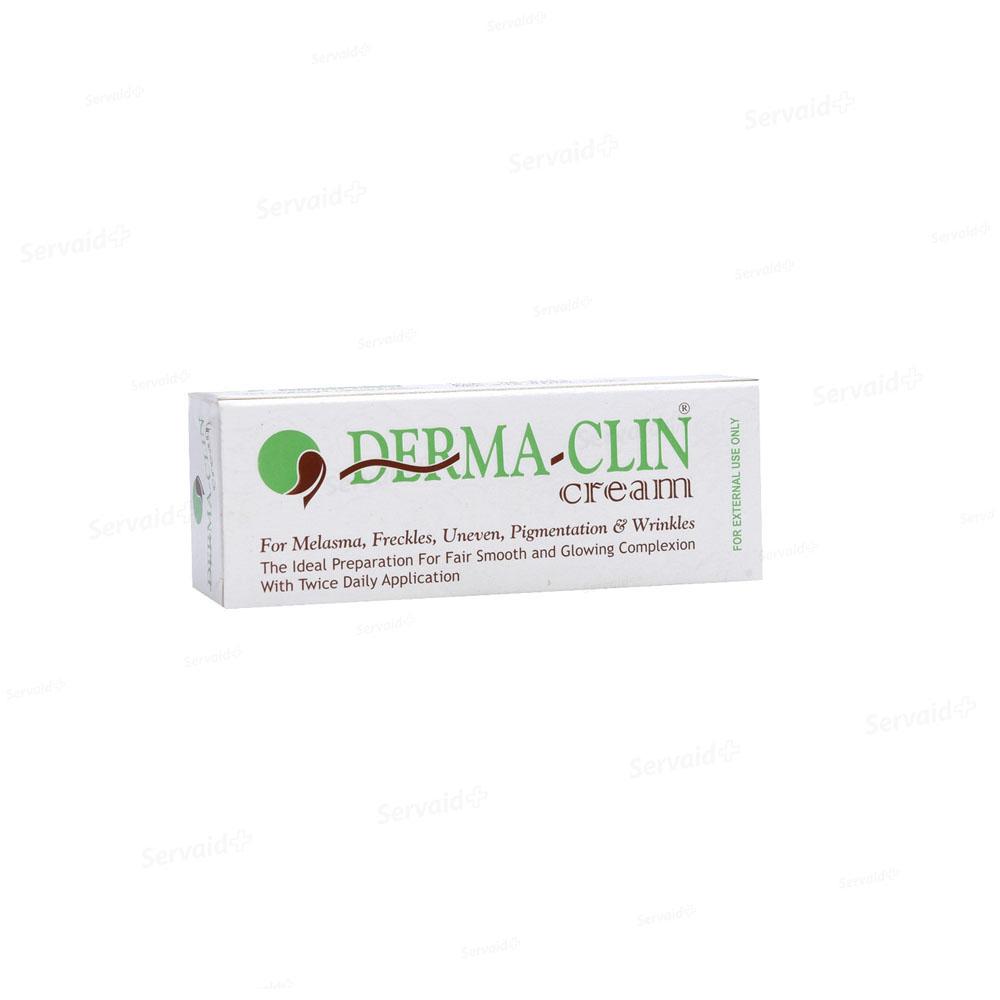 DERMA-CLIN®
cream
For Melasma, Freckles, Uneven, Pigmentation & Wrinkles
The Ideal Preparation For Fair Smooth and Glowing Complexion
With Twice Daily Application
FOR EXTERNAL USE ONLY
Servaid